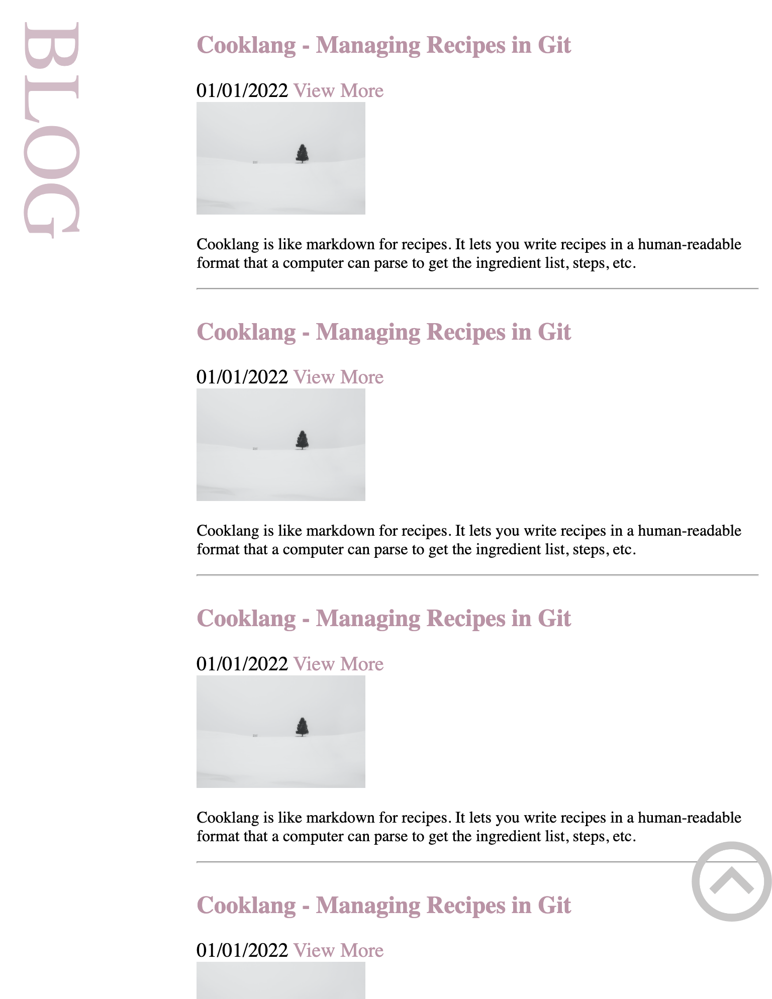 BLOG
Cooklang - Managing Recipes in Git
01/01/2022 View More
Cooklang is like markdown for recipes. It lets you write recipes in a human-readable
format that a computer can parse to get the ingredient list, steps, etc.
Cooklang - Managing Recipes in Git
01/01/2022 View More
Cooklang is like markdown for recipes. It lets you write recipes in a human-readable
format that a computer can parse to get the ingredient list, steps, etc.
Cooklang - Managing Recipes in Git
01/01/2022 View More
Cooklang is like markdown for recipes. It lets you write recipes in a human-readable
format that a computer can parse to get the ingredient list, steps, etc.
Cooklang - Managing Recipes in Git
01/01/2022 View More